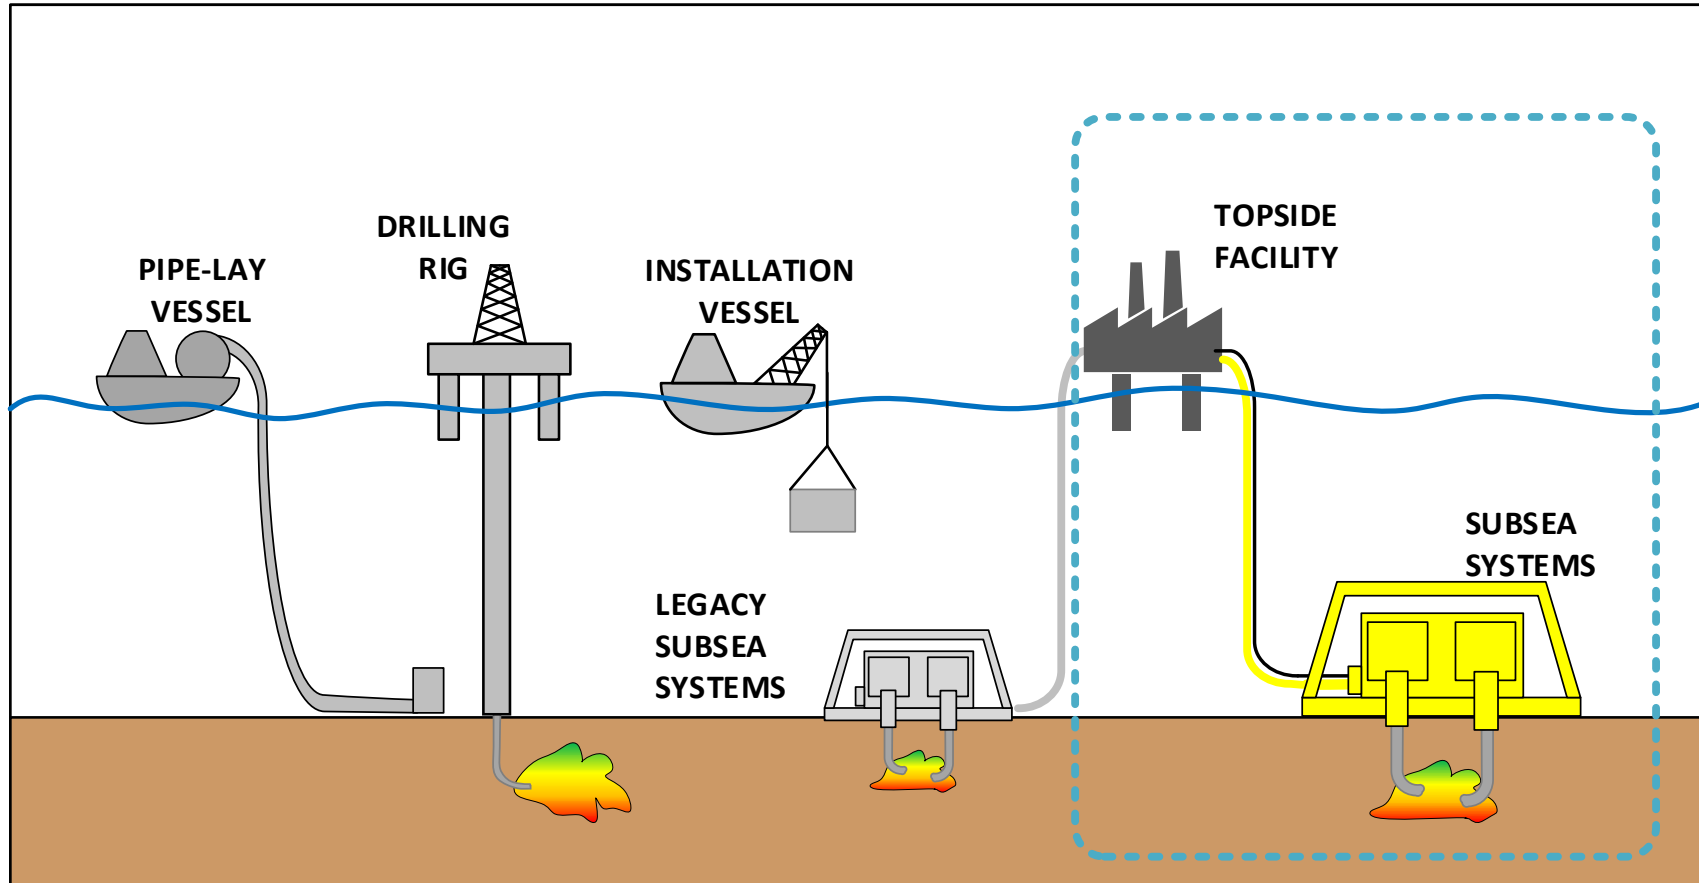 PIPE-LAY
VESSEL
DRILLING
RIG
INSTALLATION
VESSEL
TOPSIDE
FACILITY
LEGACY
SUBSEA
SYSTEMS
SUBSEA
SYSTEMS